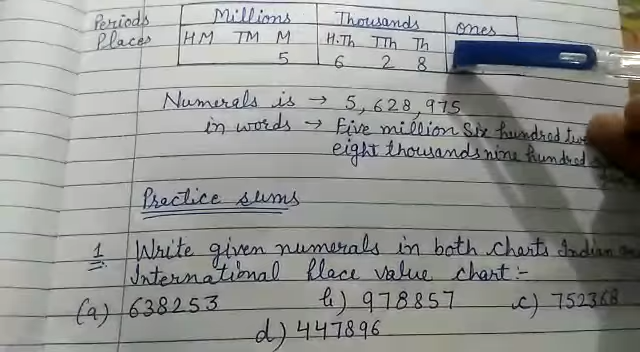 Periods Millions Thousands Ones
Places HM TM M H.Th TTh Th
5 6 2 8
Numerals is → 5,628,975
in words → Five million Six hundred
eight thousands nine hundred
Practice sums
1 Write given numerals in both charts Indian
International Place value chart :-
(a) 638253 b) 978857 c) 752368
d) 447896